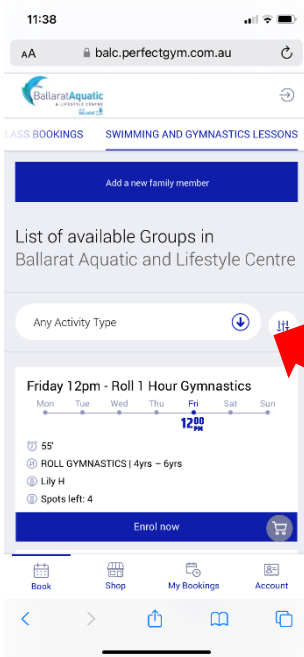 11:38
AA balc.perfectgym.com.au
BallaratAquatic
& LIFESTYLE CENTRE
LASS BOOKINGS SWIMMING AND GYMNASTICS LESSONS
Add a new family member
List of available Groups in
Ballarat Aquatic and Lifestyle Centre
Any Activity Type
Friday 12pm - Roll 1 Hour Gymnastics
Mon Tue Wed Thu Fri Sat Sun
12:00 PM
55'
ROLL GYMNASTICS | 4yrs – 6yrs
Lily H
Spots left: 4
Enrol now
Book Shop My Bookings Account